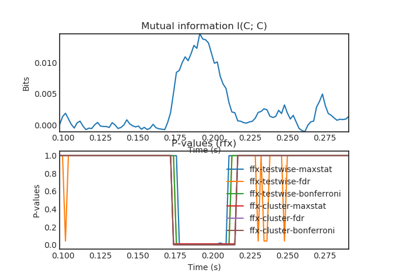 Mutual information I(C; C)
0.010
0.005
0.000
Bits
0.100 0.125 0.150 0.175 0.200 0.225 0.250 0.275
Time (s)
P-values (rfx)
1.0
0.8
0.6
0.4
0.2
0.0
P-values
ffx-testwise-maxstat
ffx-testwise-fdr
ffx-testwise-bonferroni
ffx-cluster-maxstat
ffx-cluster-fdr
ffx-cluster-bonferroni
0.100 0.125 0.150 0.175 0.200 0.225 0.250 0.275
Time (s)